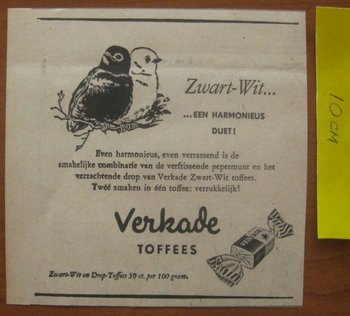 Zwart-Wit...
...EEN HARMONIEUS
DUET!
Even harmonieus, even verrassend is de
smakelijke combinatie van de verfrissende pepermunt en het
verzachtende drop van Verkade Zwart-Wit toffees.
Twéé smaken in één toffee: verrukkelijk!
Verkade
TOFFEES
VERKADE
Zwart-Wit en Drop-Toffees 50 ct. per 100 gram.
10 cm